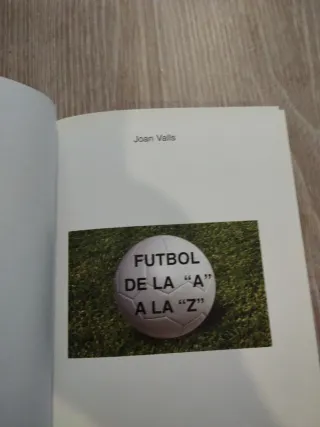 Joan Valls
FUTBOL
DE LA "A"
A LA "Z"